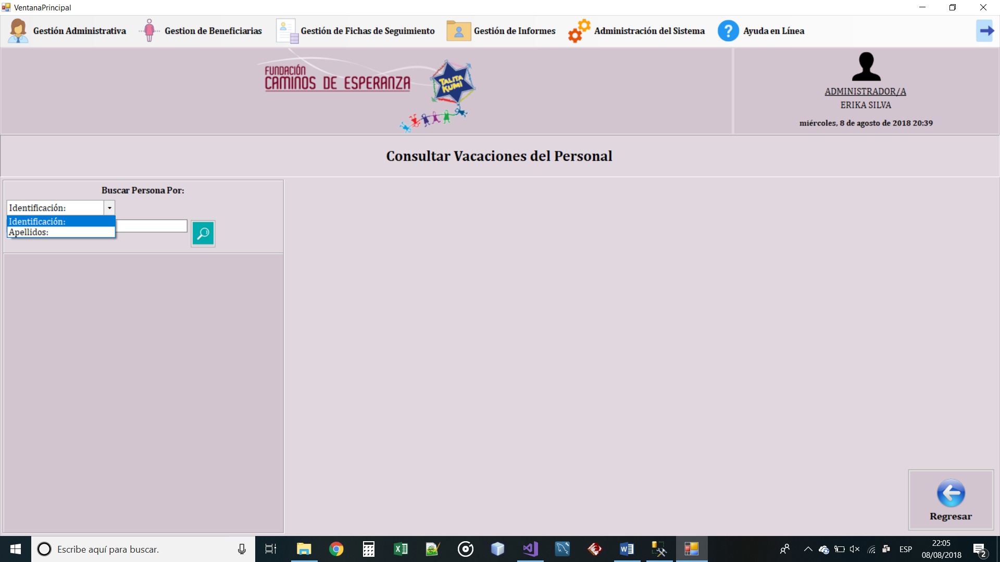 VentanaPrincipal
Gestión Administrativa
Gestion de Beneficiarias
Gestión de Fichas de Seguimiento
Gestión de Informes
Administración del Sistema
Ayuda en Línea
FUNDACIÓN
CAMINOS DE ESPERANZA
TALITA
KUMI
ADMINISTRADOR/A
ERIKA SILVA
miércoles, 8 de agosto de 2018 20:39
Consultar Vacaciones del Personal
Buscar Persona Por:
Identificación:
Identificación:
Apellidos:
Regresar
Escribe aquí para buscar.
ESP
22:05
08/08/2018
2